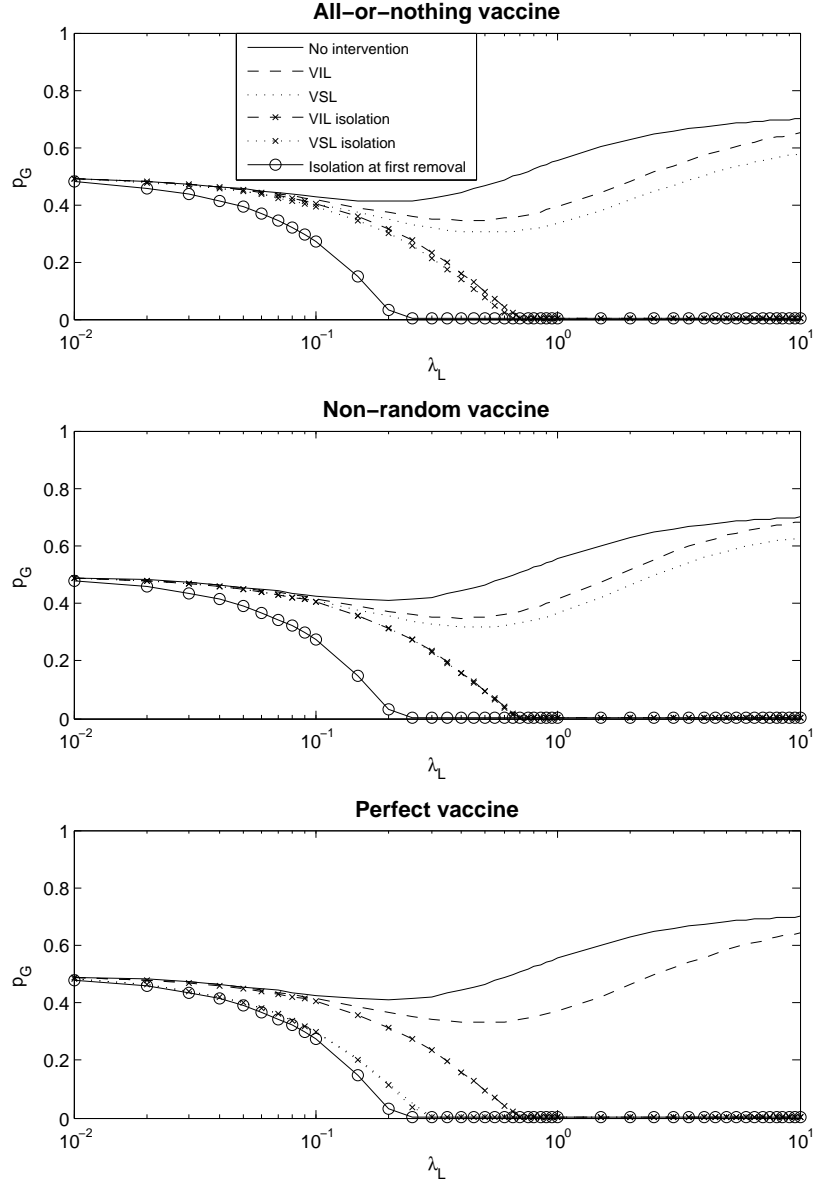 All−or−nothing vaccine
1
0.8
0.6
0.4
0.2
0
p_G
No intervention
VIL
VSL
VIL isolation
VSL isolation
Isolation at first removal
10^−2
10^−1
10^0
10^1
λ_L
Non−random vaccine
1
0.8
0.6
0.4
0.2
0
p_G
10^−2
10^−1
10^0
10^1
λ_L
Perfect vaccine
1
0.8
0.6
0.4
0.2
0
p_G
10^−2
10^−1
10^0
10^1
λ_L